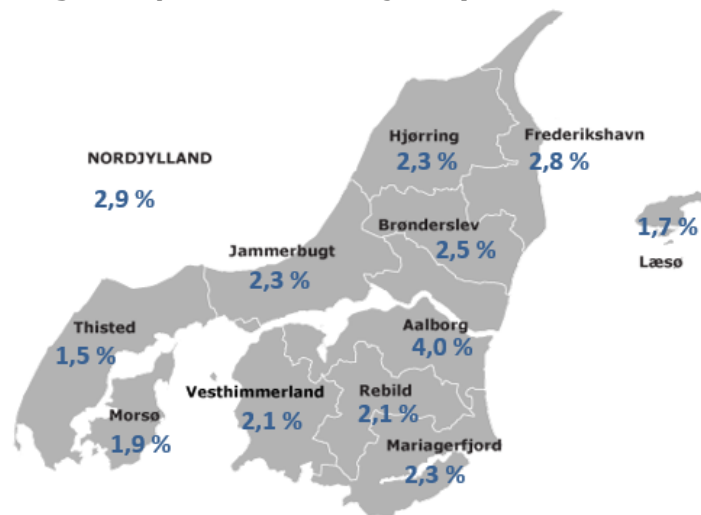 Hjørring
2,3 %
Frederikshavn
2,8 %
NORDJYLLAND
2,9 %
Brønderslev
2,5 %
1,7 %
Læsø
Jammerbugt
2,3 %
Thisted
1,5 %
Aalborg
4,0 %
Vesthimmerland
2,1 %
Rebild
2,1 %
Morsø
1,9 %
Mariagerfjord
2,3 %